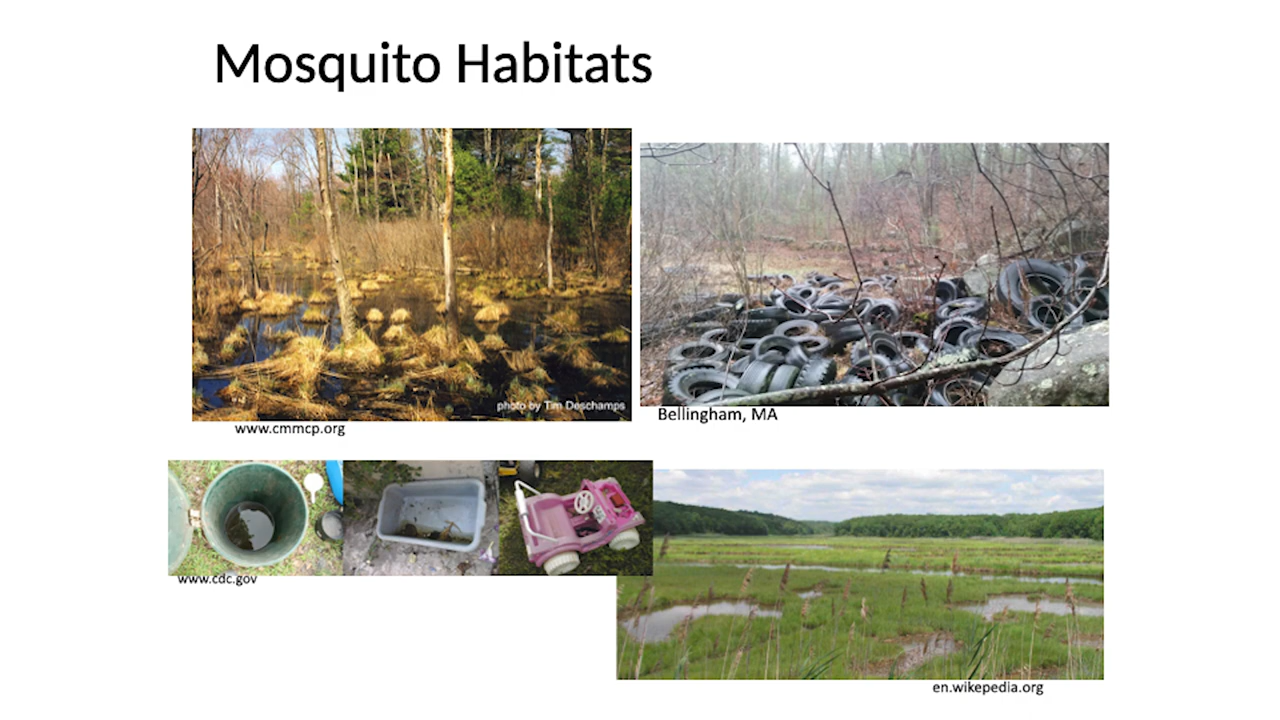 Mosquito Habitats
photo by Tim Deschamps
www.cmmcp.org
Bellingham, MA
www.cdc.gov
en.wikepedia.org